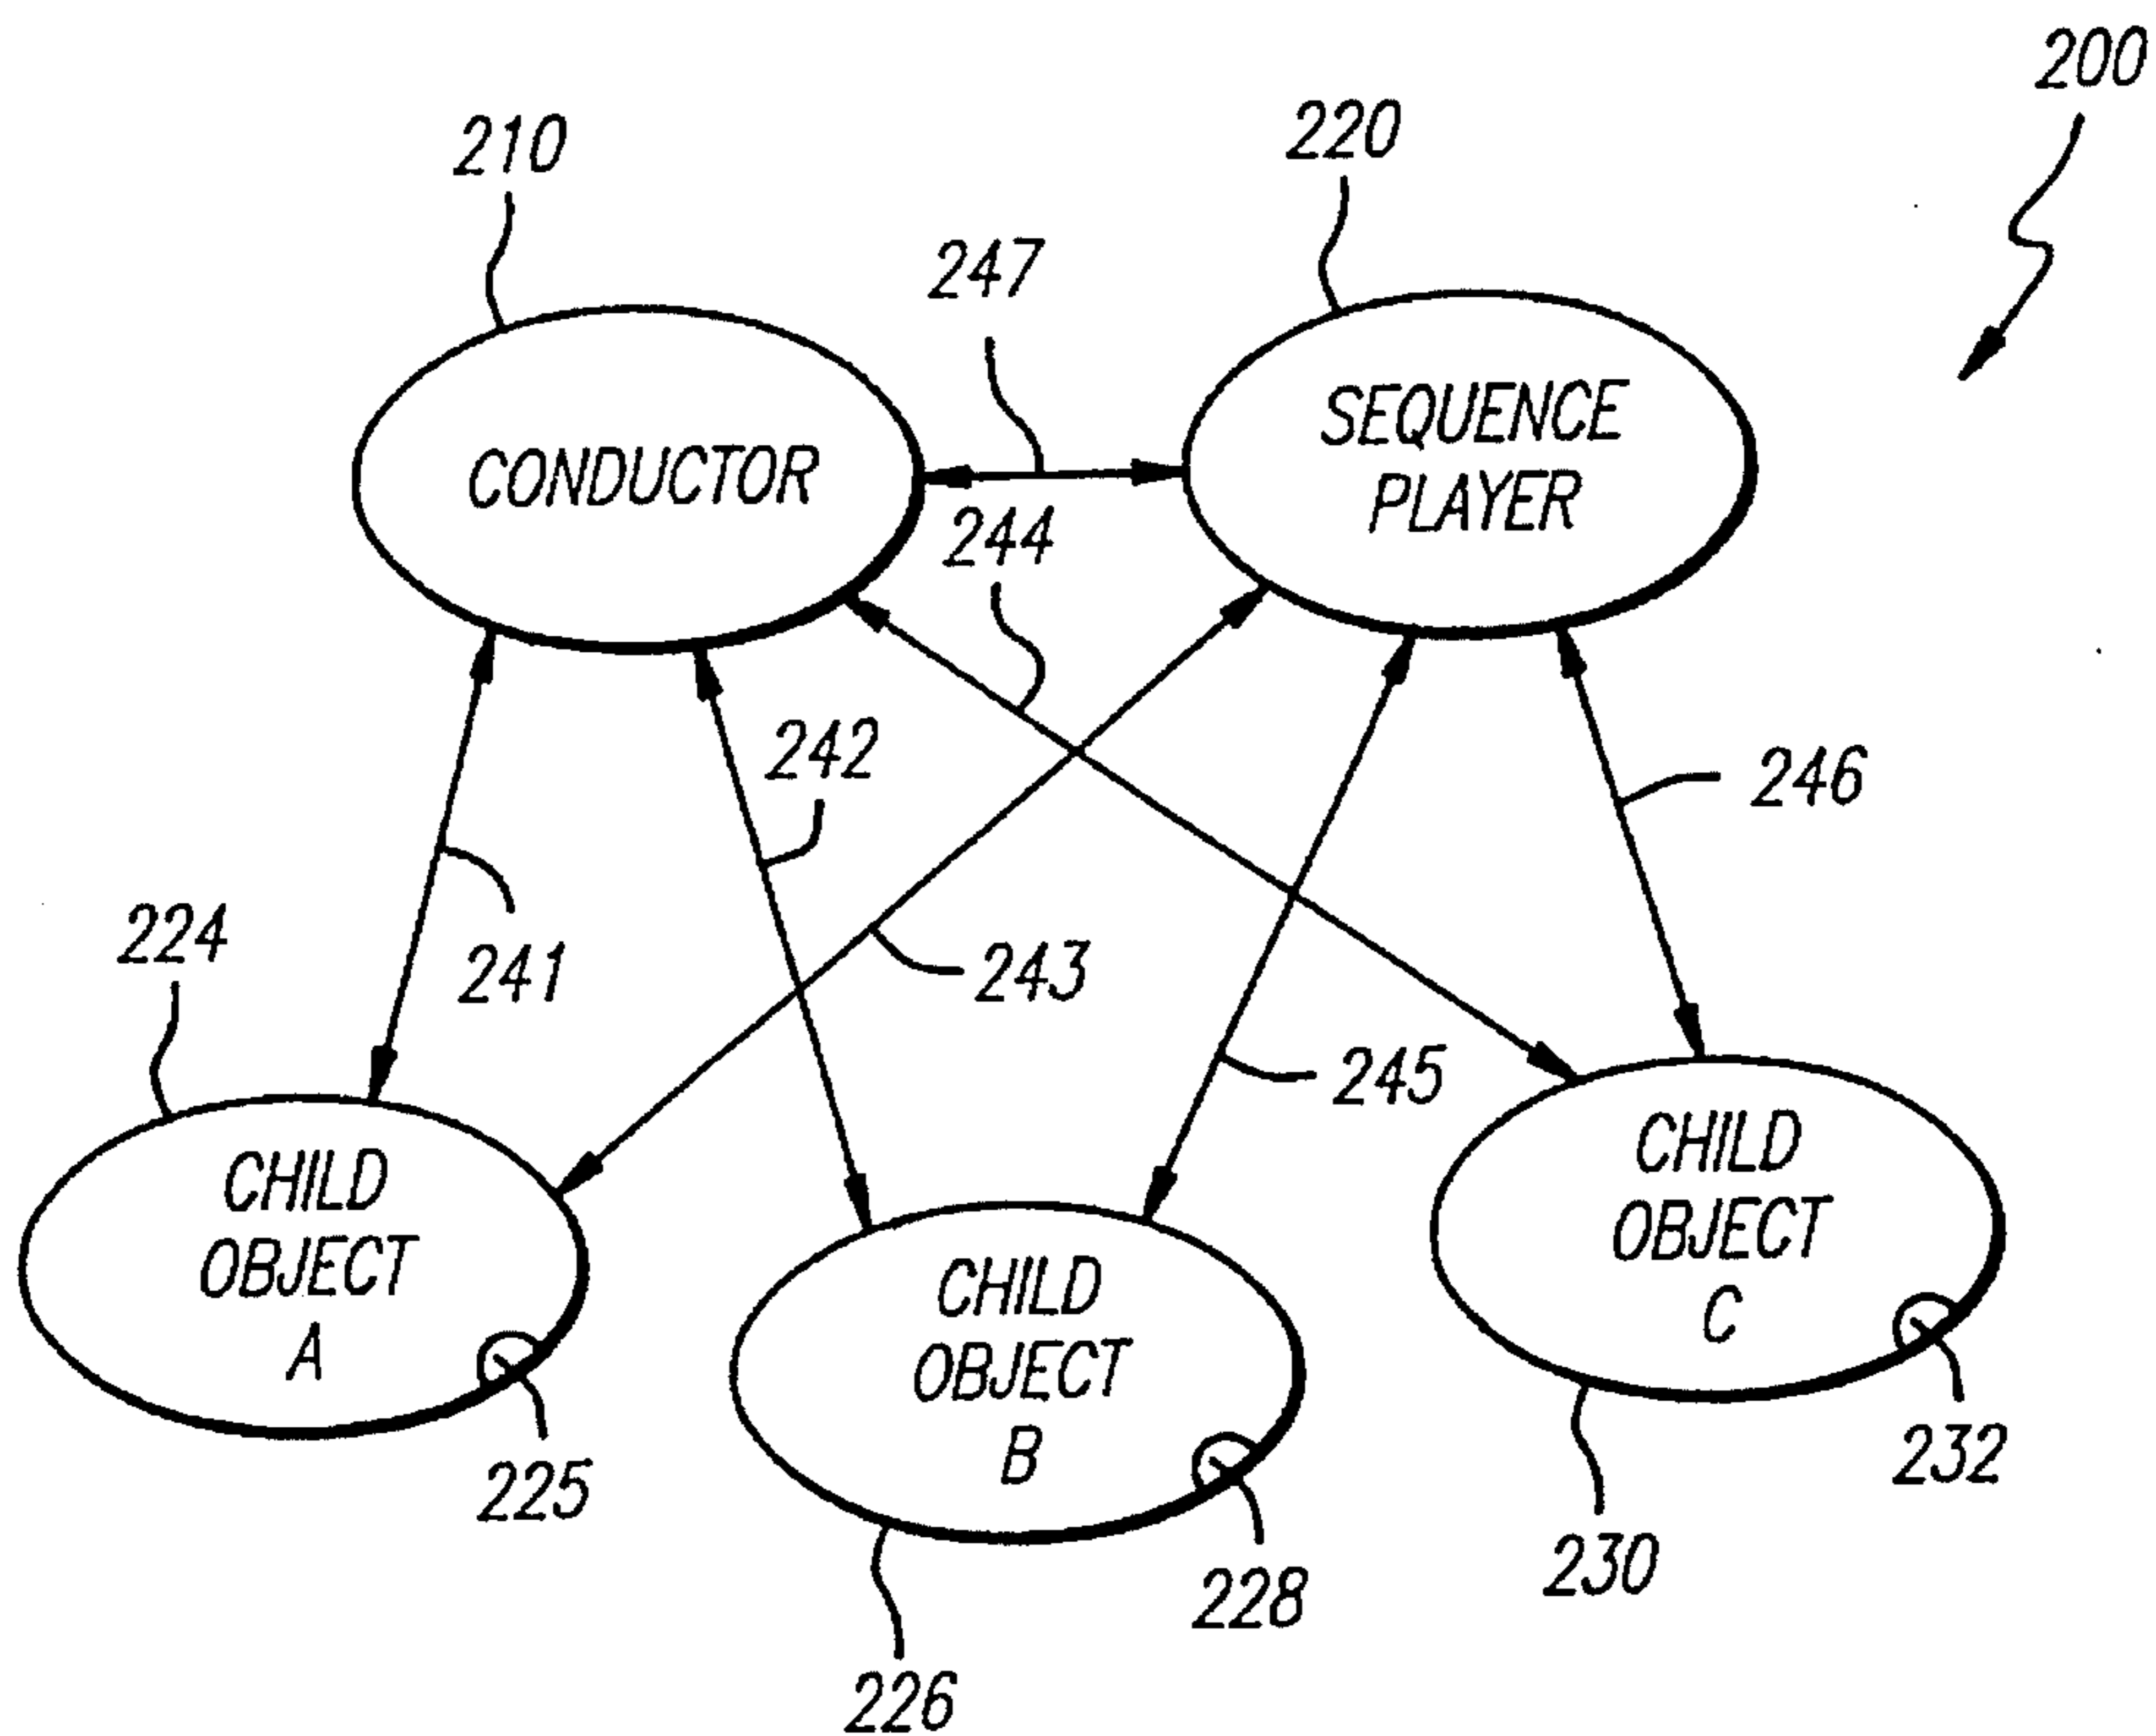 200
210
220
247
CONDUCTOR
SEQUENCE
PLAYER
244
242
246
224
241
243
245
CHILD
OBJECT
A
CHILD
OBJECT
B
CHILD
OBJECT
C
225
228
232
230
226